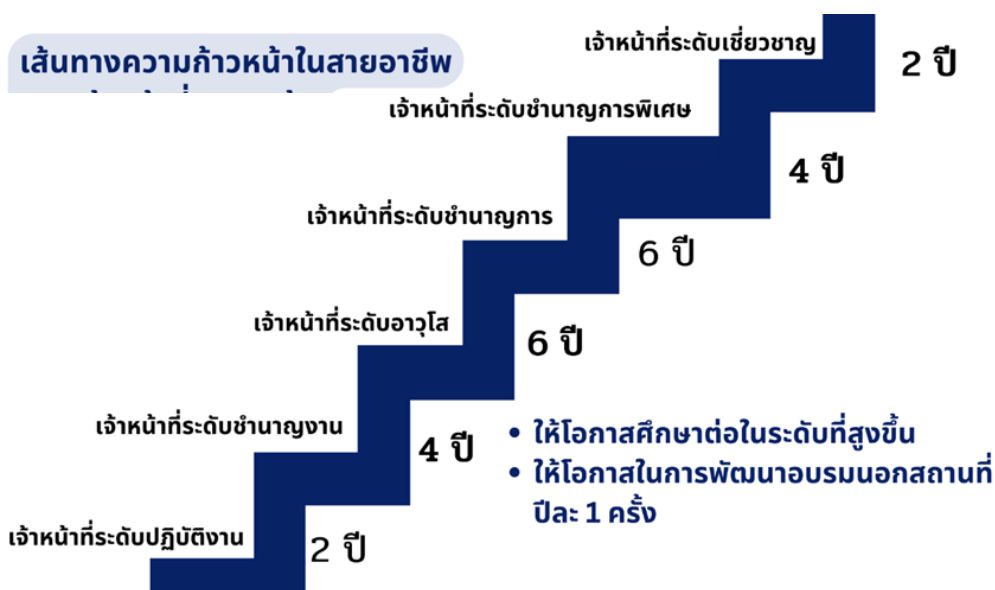 เส้นทางความก้าวหน้าในสายอาชีพ
เจ้าหน้าที่ระดับเชี่ยวชาญ
2 ปี
เจ้าหน้าที่ระดับชำนาญการพิเศษ
4 ปี
เจ้าหน้าที่ระดับชำนาญการ
6 ปี
เจ้าหน้าที่ระดับอาวุโส
6 ปี
เจ้าหน้าที่ระดับชำนาญงาน
4 ปี
• ให้โอกาสศึกษาต่อในระดับที่สูงขึ้น
• ให้โอกาสในการพัฒนาอบรมนอกสถานที่
ปีละ 1 ครั้ง
เจ้าหน้าที่ระดับปฏิบัติงาน
2 ปี